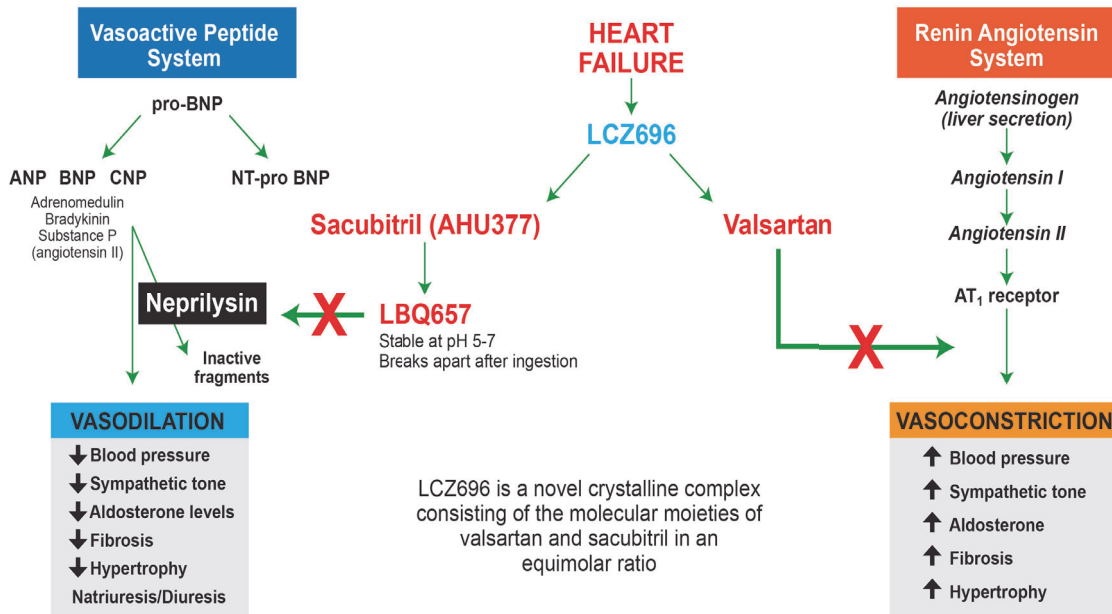 Vasoactive Peptide
System
pro-BNP
ANP BNP CNP
NT-pro BNP
Adrenomedulin
Bradykinin
Substance P
(angiotensin II)
Neprilysin
Inactive
fragments
VASODILATION
Blood pressure
Sympathetic tone
Aldosterone levels
Fibrosis
Hypertrophy
Natriuresis/Diuresis
HEART
FAILURE
LCZ696
Sacubitril (AHU377)
Valsartan
X
LBQ657
Stable at pH 5-7
Breaks apart after ingestion
X
LCZ696 is a novel crystalline complex
consisting of the molecular moieties of
valsartan and sacubitril in an
equimolar ratio
Renin Angiotensin
System
Angiotensinogen
(liver secretion)
Angiotensin I
Angiotensin II
AT₁ receptor
VASOCONSTRICTION
Blood pressure
Sympathetic tone
Aldosterone
Fibrosis
Hypertrophy